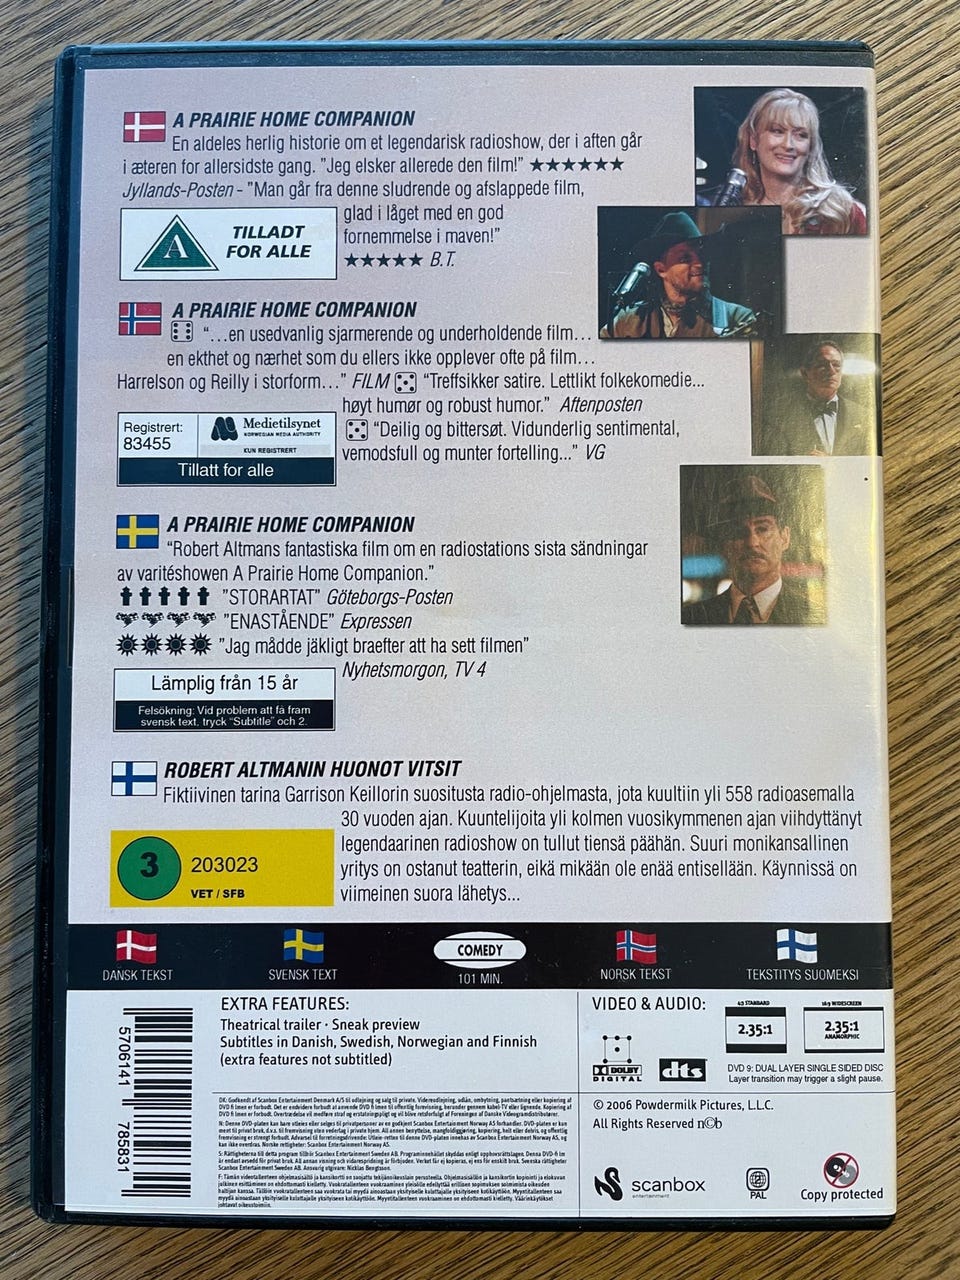 A PRAIRIE HOME COMPANION
En aldeles herlig historie om et legendarisk radioshow, der i aften går
i æteren for allersidste gang. "Jeg elsker allerede den film!" ★★★★★★
Jyllands-Posten - "Man går fra denne sludrende og afslappede film,
glad i låget med en god
fornemmelse i maven!"
★★★★★ B.T.
A
TILLADT
FOR ALLE
A PRAIRIE HOME COMPANION
"...en usedvanlig sjarmerende og underholdende film...
en ekthet og nærhet som du ellers ikke opplever ofte på film...
Harrelson og Reilly i storform..." FILM "Treffsikker satire. Lettlikt folkekomedie...
høyt humør og robust humor." Aftenposten
"Deilig og bittersøt. Vidunderlig sentimental,
vemodsfull og munter fortelling..." VG
Registrert:
83455
Medietilsynet
NORWEGIAN MEDIA AUTHORITY
KUN REGISTRERT
Tillatt for alle
A PRAIRIE HOME COMPANION
"Robert Altmans fantastiska film om en radiostations sista sändningar
av varitéshowen A Prairie Home Companion."
"STORARTAT" Göteborgs-Posten
"ENASTÅENDE" Expressen
"Jag mådde jäkligt braefter att ha sett filmen"
Nyhetsmorgon, TV 4
Lämplig från 15 år
Felsökning: Vid problem att få fram
svensk text, tryck "Subtitle" och 2.
ROBERT ALTMANIN HUONOT VITSIT
Fiktiivinen tarina Garrison Keillorin suositusta radio-ohjelmasta, jota kuultiin yli 558 radioasemalla
30 vuoden ajan. Kuuntelijoita yli kolmen vuosikymmenen ajan viihdyttänyt
legendaarinen radioshow on tullut tiensä päähän. Suuri monikansallinen
yritys on ostanut teatterin, eikä mikään ole enää entisellään. Käynnissä on
viimeinen suora lähetys...
3
203023
VET / SFB
DANSK TEKST
SVENSK TEXT
COMEDY
101 MIN.
NORSK TEKST
TEKSTITYS SUOMEKSI
5706141 785831
EXTRA FEATURES:
Theatrical trailer · Sneak preview
Subtitles in Danish, Swedish, Norwegian and Finnish
(extra features not subtitled)
VIDEO & AUDIO:
DOLBY
DIGITAL
dts
4:3 STANDARD
2.35:1
16:9 WIDESCREEN
2.35:1
ANAMORPHIC
DVD 9: DUAL LAYER SINGLE SIDED DISC
Layer transition may trigger a slight pause.
© 2006 Powdermilk Pictures, L.L.C.
All Rights Reserved n©b
scanbox
entertainment
PAL
Copy protected